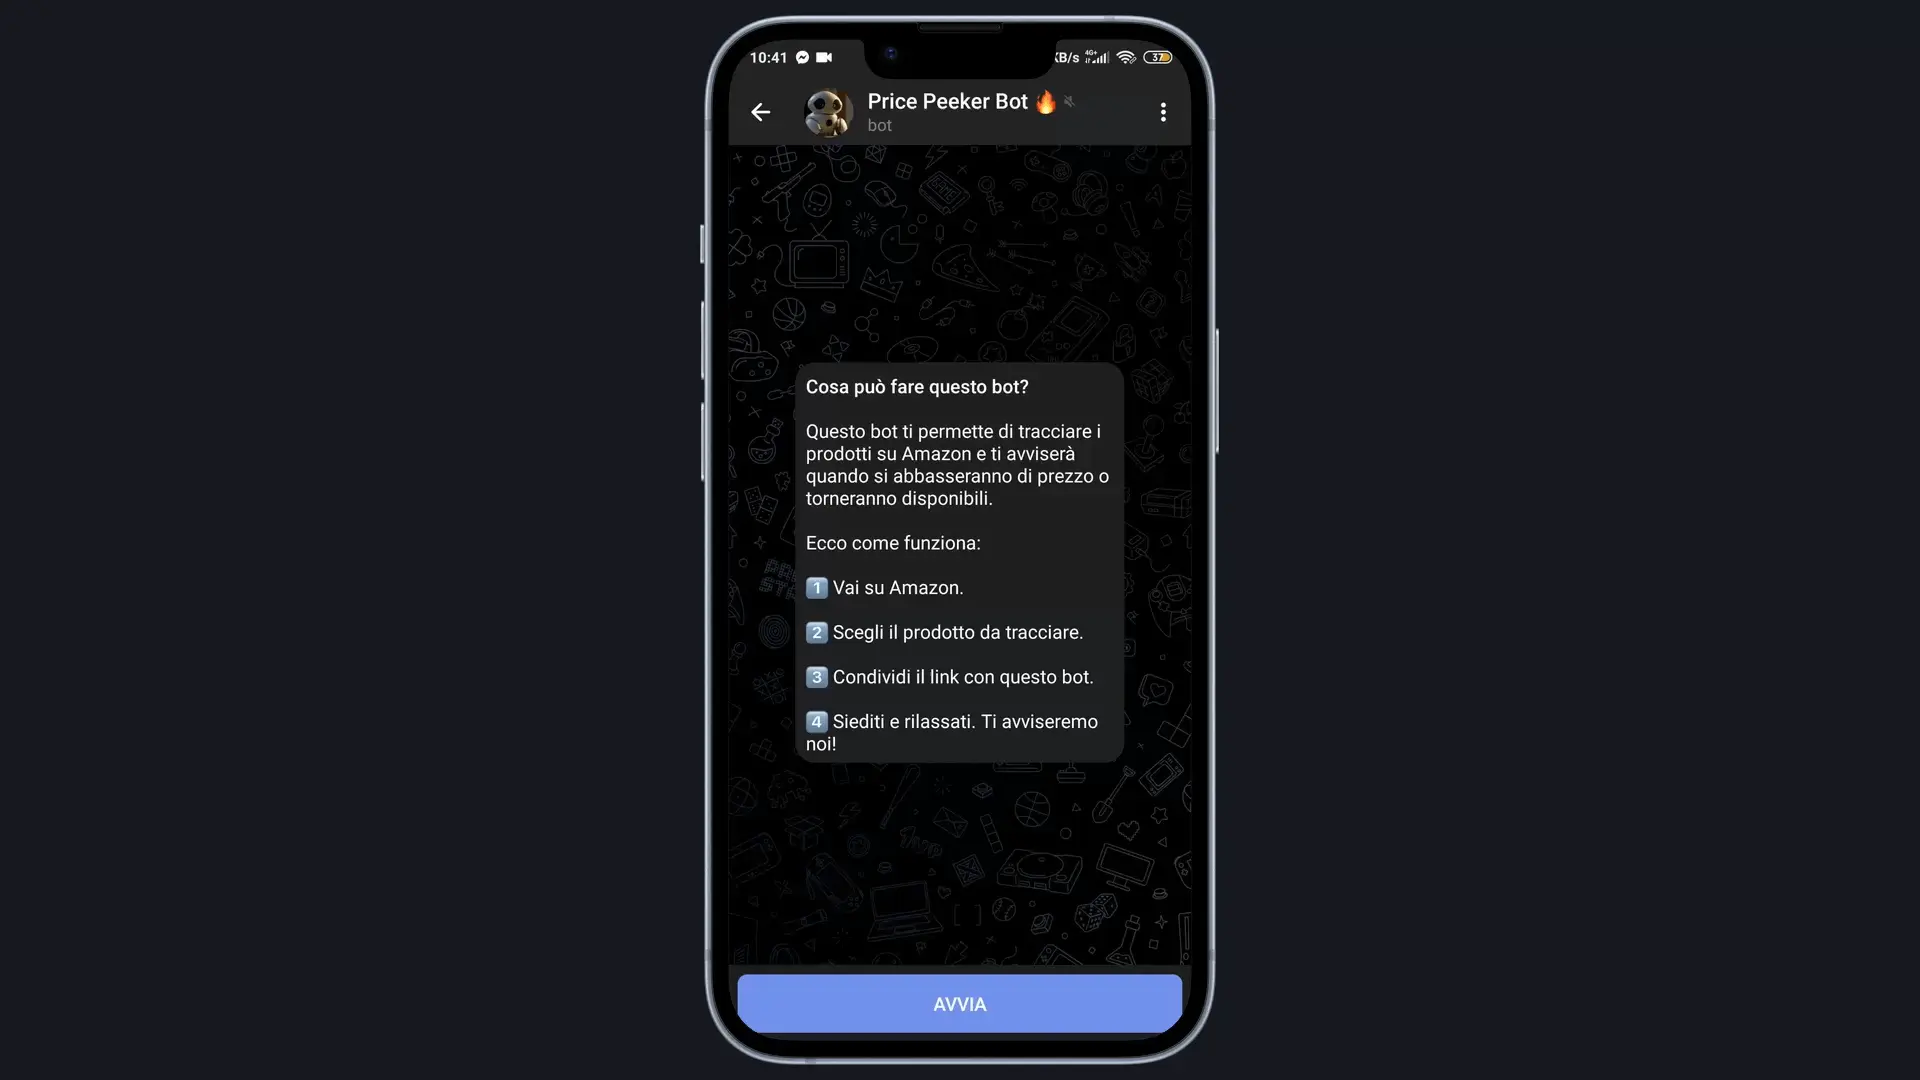 10:41
KB/s 4G+ 37
Price Peeker Bot 🔥
bot
Cosa può fare questo bot?
Questo bot ti permette di tracciare i
prodotti su Amazon e ti avviserà
quando si abbasseranno di prezzo o
torneranno disponibili.
Ecco come funziona:
1️⃣ Vai su Amazon.
2️⃣ Scegli il prodotto da tracciare.
3️⃣ Condividi il link con questo bot.
4️⃣ Siediti e rilassati. Ti avviseremo
noi!
AVVIA